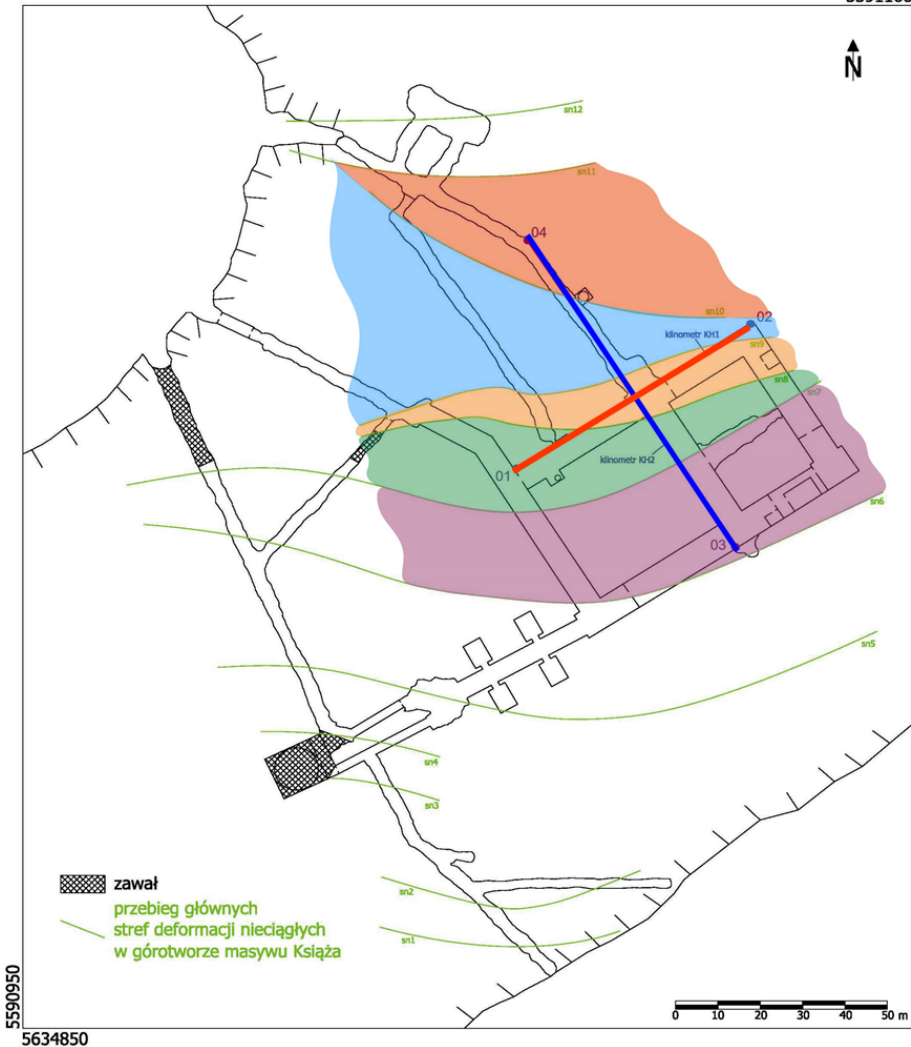 N
sn12
sn11
04
sn10
02
klinometr KH1
sn9
sn8
sn7
klinometr KH2
01
sn6
03
sn5
sn4
sn3
zawał
przebieg głównych
stref deformacji nieciągłych
w górotworze masywu Książa
sn2
sn1
5590950
0 10 20 30 40 50 m
5634850